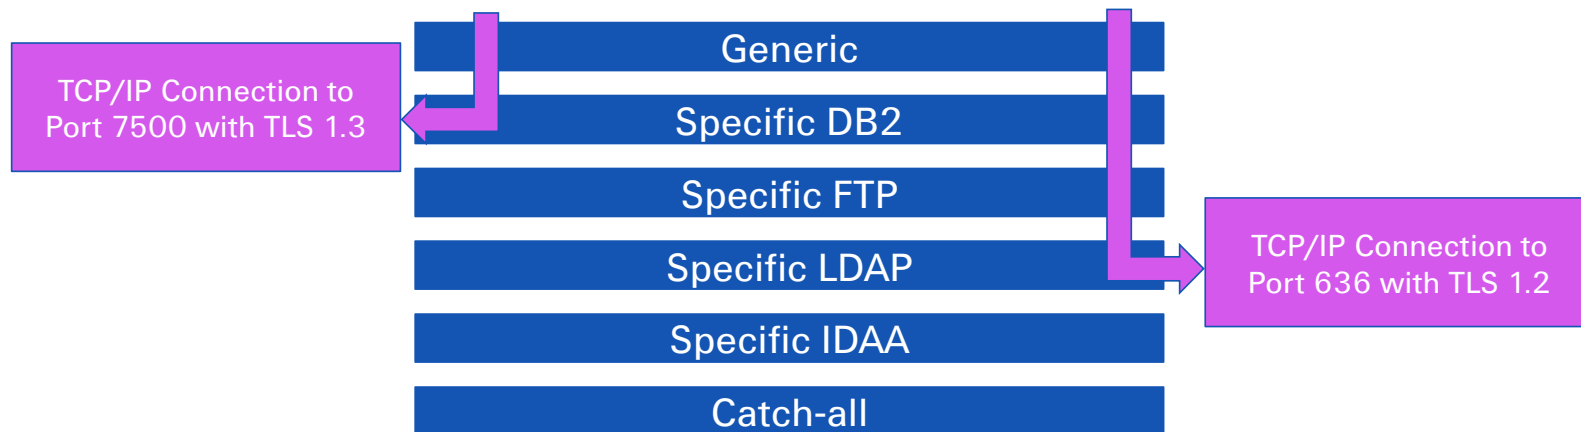 Generic
TCP/IP Connection to
Port 7500 with TLS 1.3
Specific DB2
Specific FTP
Specific LDAP
TCP/IP Connection to
Port 636 with TLS 1.2
Specific IDAA
Catch-all